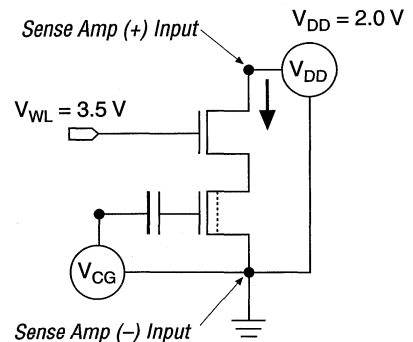 V_DD = 2.0 V
Sense Amp (+) Input
V_DD
V_WL = 3.5 V
V_CG
Sense Amp (–) Input